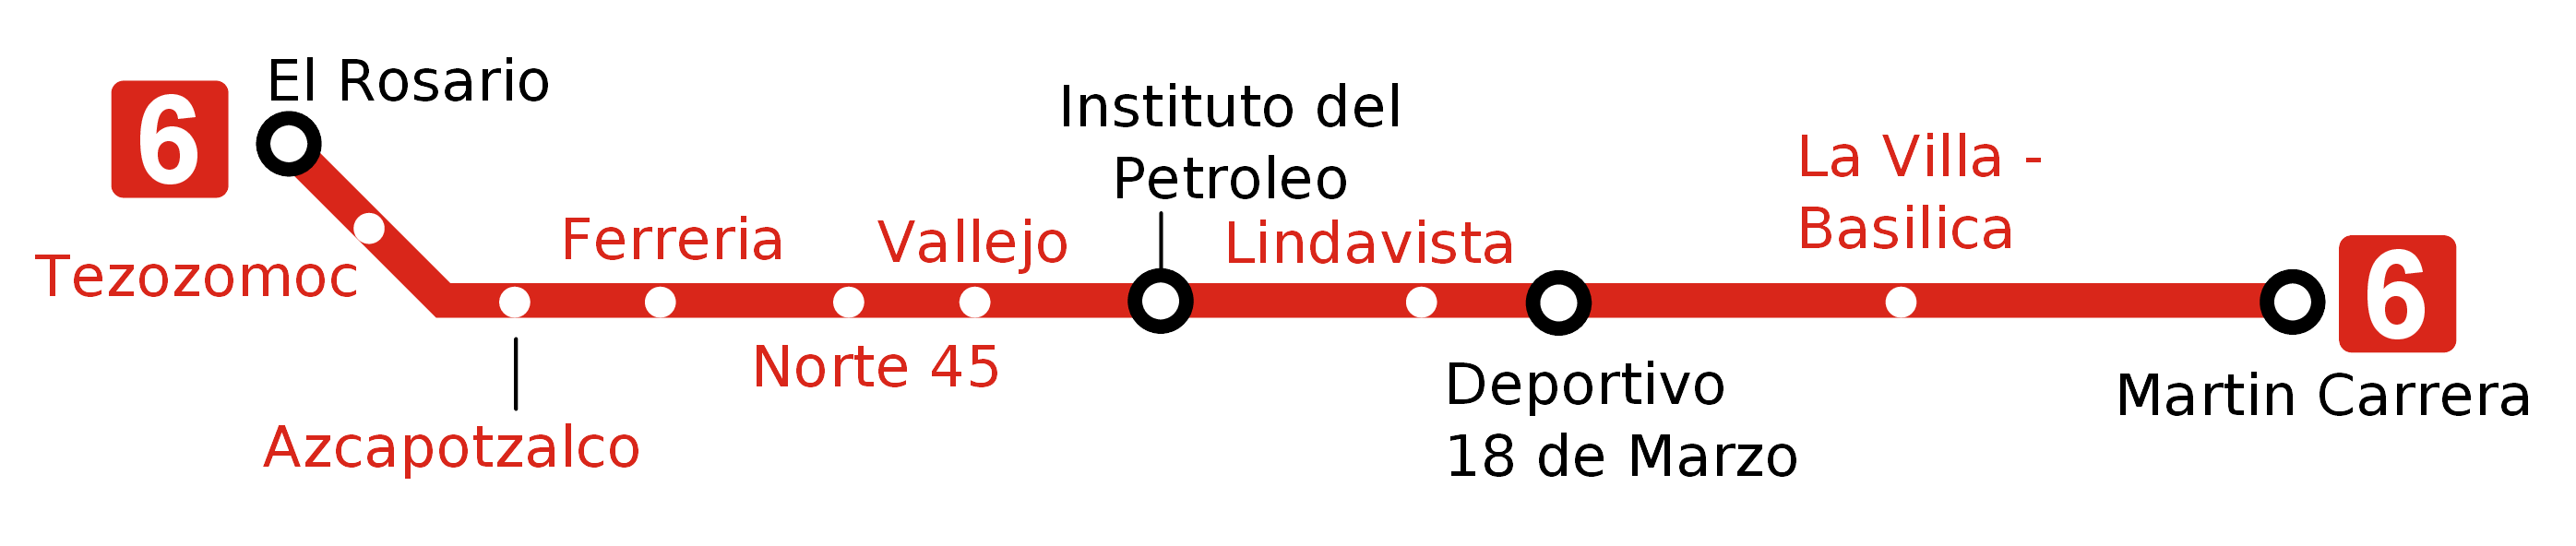 6
El Rosario
Tezozomoc
Azcapotzalco
Ferreria
Norte 45
Vallejo
Instituto del
Petroleo
Lindavista
Deportivo
18 de Marzo
La Villa -
Basilica
Martin Carrera
6